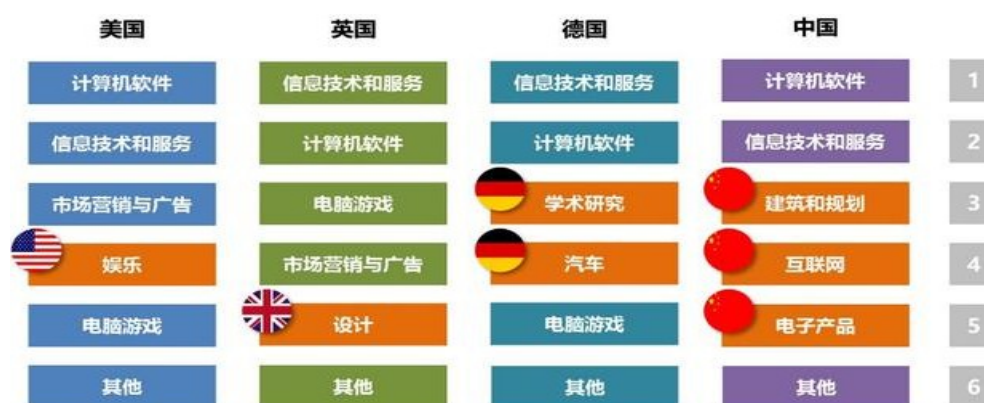 美国 英国 德国 中国
计算机软件 信息技术和服务 信息技术和服务 计算机软件 1
信息技术和服务 计算机软件 计算机软件 信息技术和服务 2
市场营销与广告 电脑游戏 学术研究 建筑和规划 3
娱乐 市场营销与广告 汽车 互联网 4
电脑游戏 设计 电脑游戏 电子产品 5
其他 其他 其他 其他 6